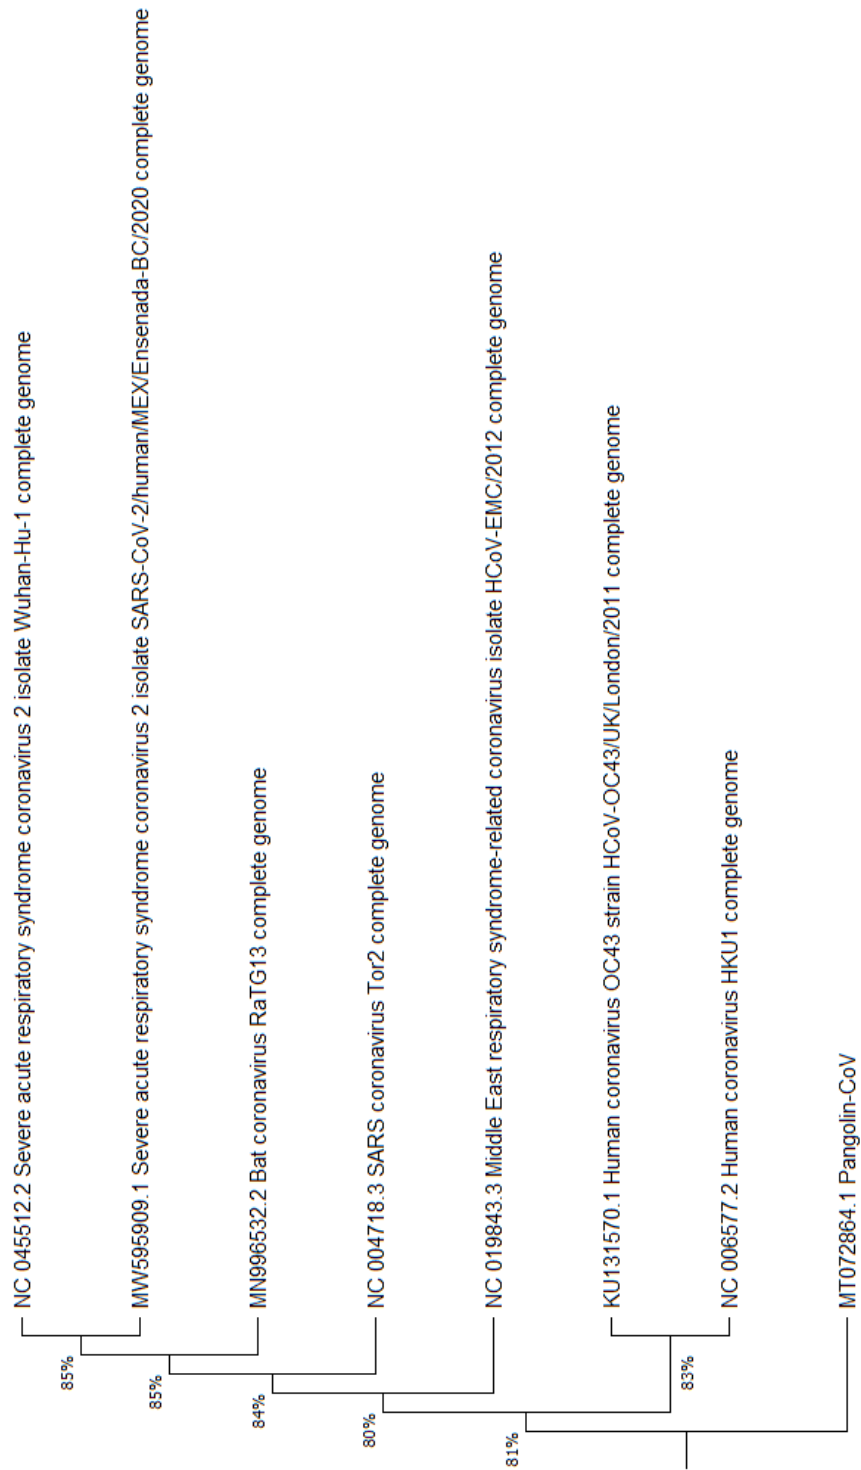 NC 045512.2 Severe acute respiratory syndrome coronavirus 2 isolate Wuhan-Hu-1 complete genome
MW595909.1 Severe acute respiratory syndrome coronavirus 2 isolate SARS-CoV-2/human/MEX/Ensenada-BC/2020 complete genome
MN996532.2 Bat coronavirus RaTG13 complete genome
NC 004718.3 SARS coronavirus Tor2 complete genome
NC 019843.3 Middle East respiratory syndrome-related coronavirus isolate HCoV-EMC/2012 complete genome
KU131570.1 Human coronavirus OC43 strain HCoV-OC43/UK/London/2011 complete genome
NC 006577.2 Human coronavirus HKU1 complete genome
MT072864.1 Pangolin-CoV
85%
85%
84%
80%
81%
83%